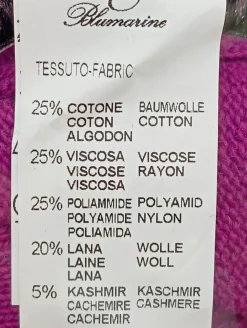 Blumarine
TESSUTO-FABRIC
25% COTONE BAUMWOLLE
COTON COTTON
ALGODON
25% VISCOSA VISCOSE
VISCOSE RAYON
VISCOSA
25% POLIAMMIDE POLYAMID
POLYAMIDE NYLON
POLIAMIDA
20% LANA WOLLE
LAINE WOLL
LANA
5% KASHMIR KASCHMIR
CACHEMIRE CASHMERE
CACHEMIR